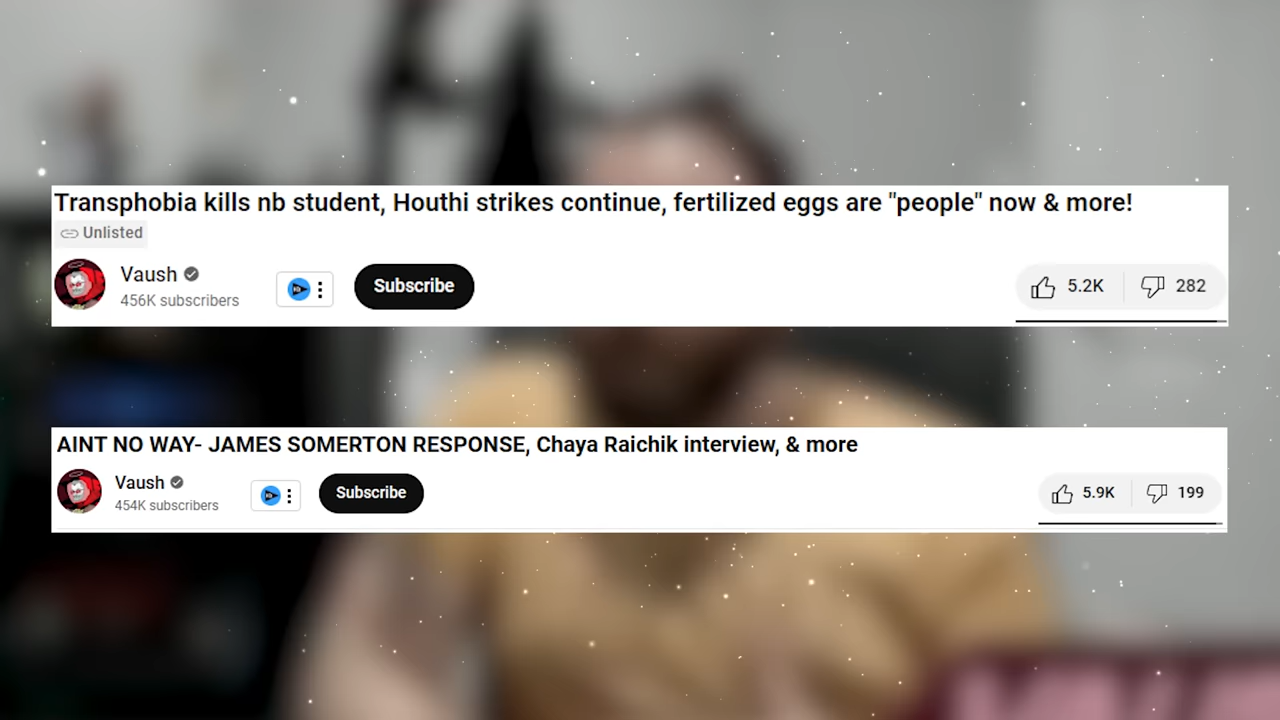 Transphobia kills nb student, Houthi strikes continue, fertilized eggs are "people" now & more!
Unlisted
Vaush
456K subscribers
Subscribe
5.2K
282
AINT NO WAY- JAMES SOMERTON RESPONSE, Chaya Raichik interview, & more
Vaush
454K subscribers
Subscribe
5.9K
199